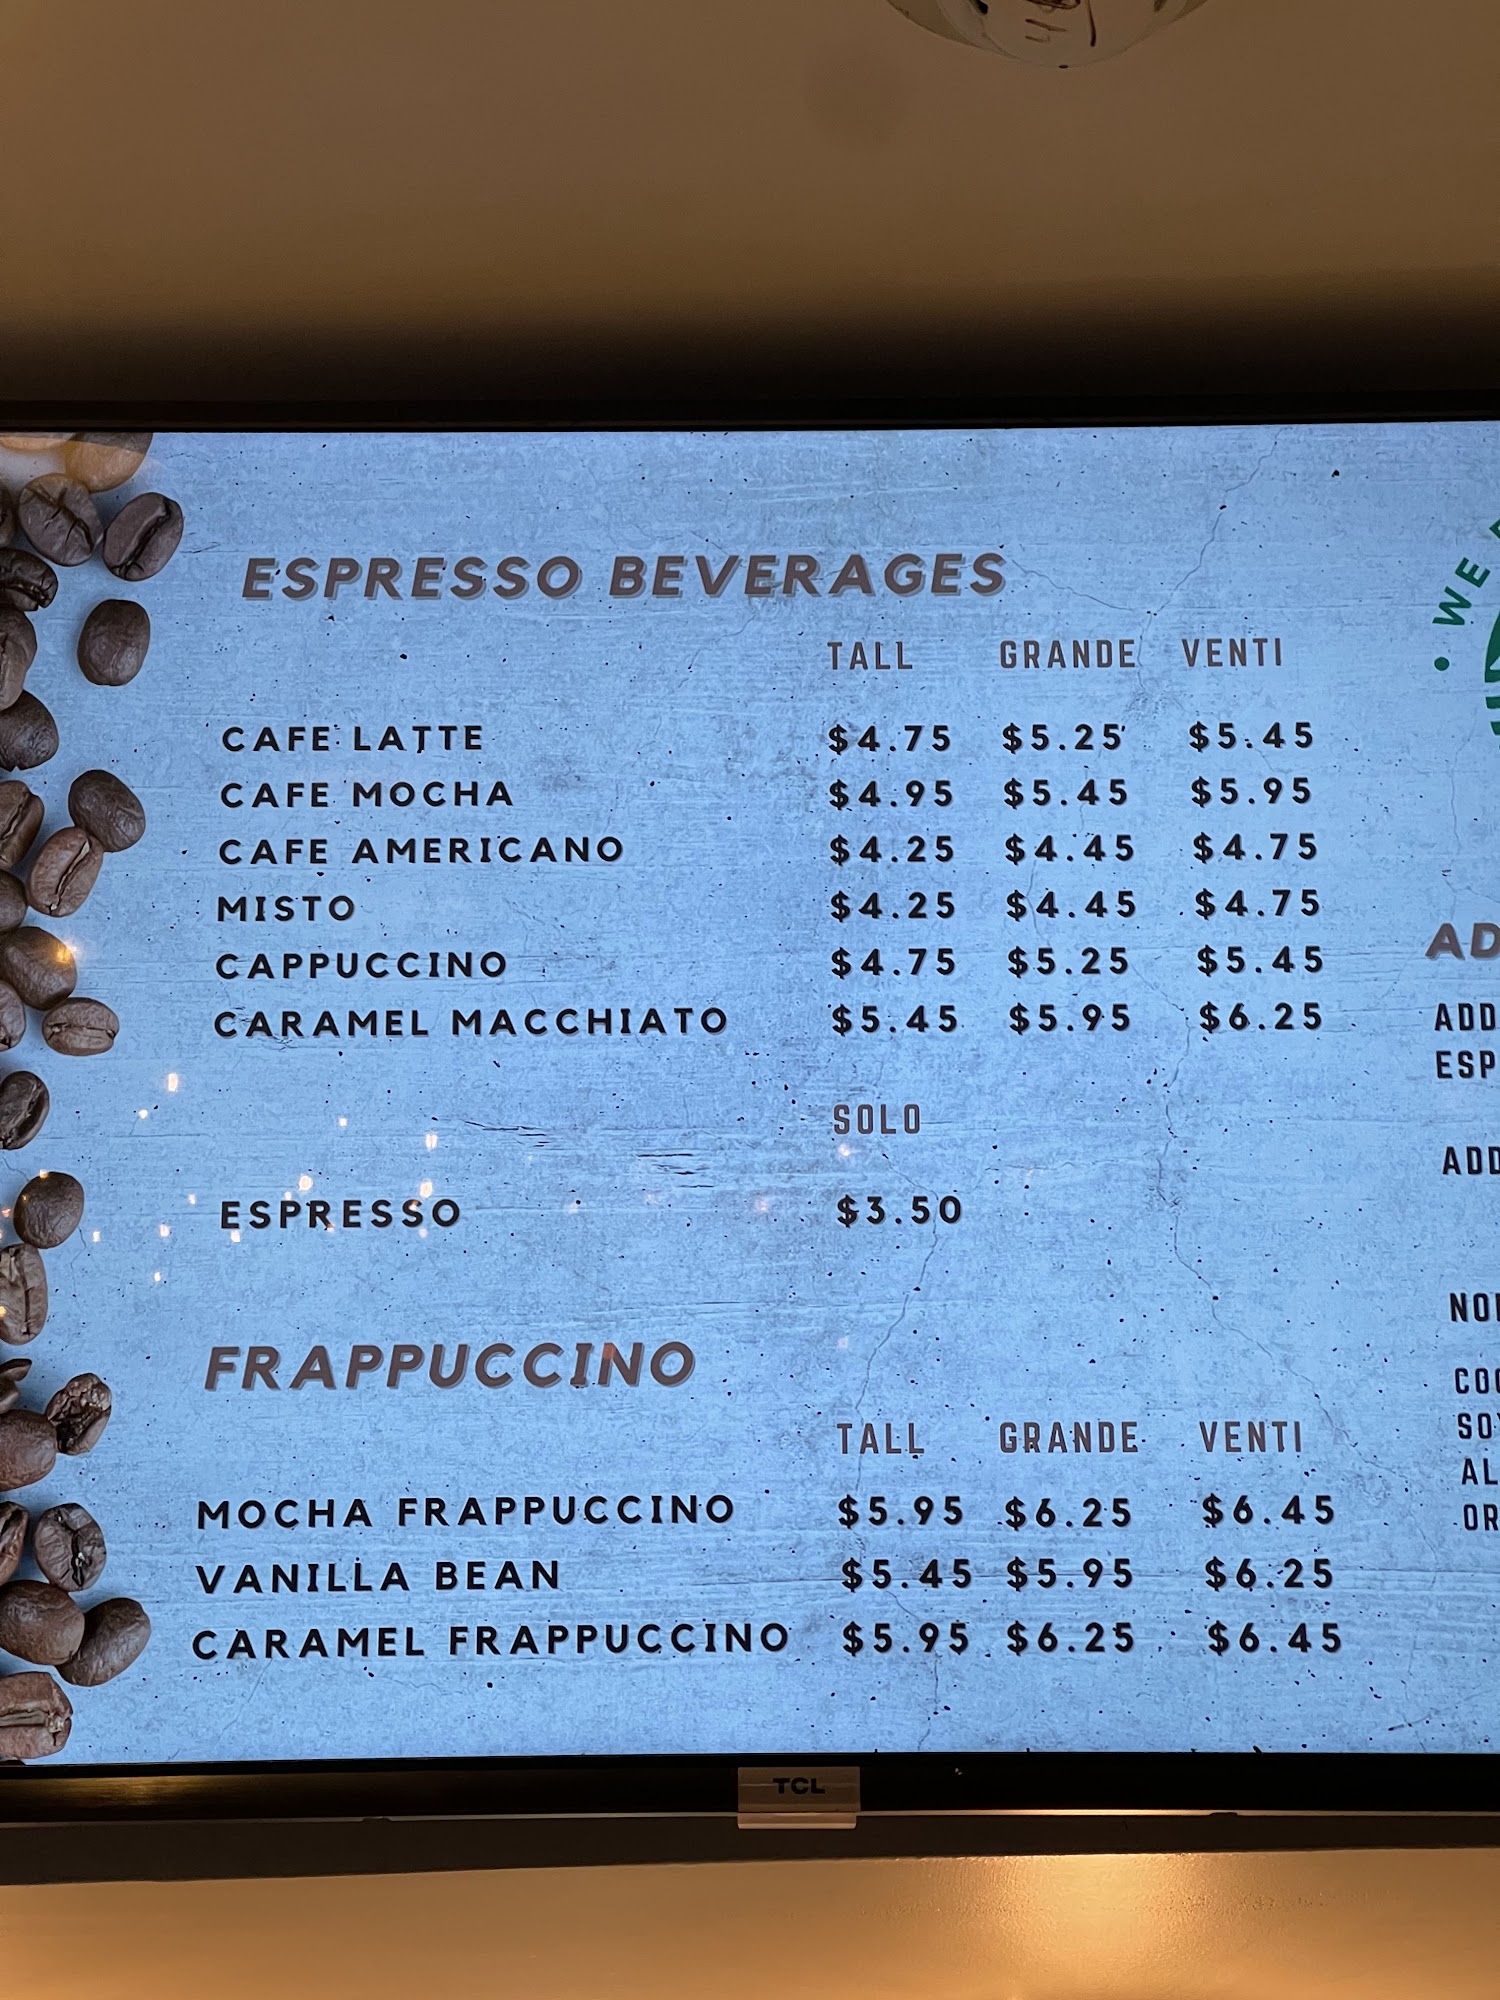 ESPRESSO BEVERAGES
TALL GRANDE VENTI
CAFE LATTE $4.75 $5.25 $5.45
CAFE MOCHA $4.95 $5.45 $5.95
CAFE AMERICANO $4.25 $4.45 $4.75
MISTO $4.25 $4.45 $4.75
CAPPUCCINO $4.75 $5.25 $5.45
CARAMEL MACCHIATO $5.45 $5.95 $6.25
SOLO
ESPRESSO $3.50
FRAPPUCCINO
TALL GRANDE VENTI
MOCHA FRAPPUCCINO $5.95 $6.25 $6.45
VANILLA BEAN $5.45 $5.95 $6.25
CARAMEL FRAPPUCCINO $5.95 $6.25 $6.45
• WE
ADD
ADD
TCL